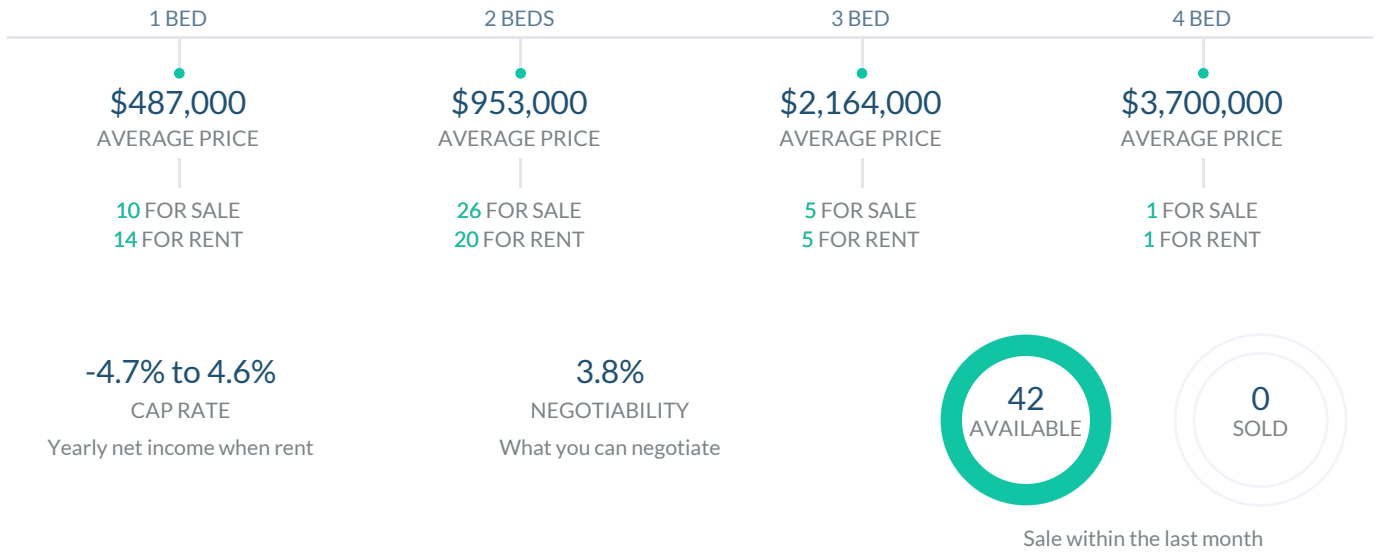 1 BED
2 BEDS
3 BED
4 BED
$487,000
$953,000
$2,164,000
$3,700,000
AVERAGE PRICE
AVERAGE PRICE
AVERAGE PRICE
AVERAGE PRICE
10 FOR SALE
26 FOR SALE
5 FOR SALE
1 FOR SALE
14 FOR RENT
20 FOR RENT
5 FOR RENT
1 FOR RENT
-4.7% to 4.6%
CAP RATE
Yearly net income when rent
3.8%
NEGOTIABILITY
What you can negotiate
42
AVAILABLE
0
SOLD
Sale within the last month